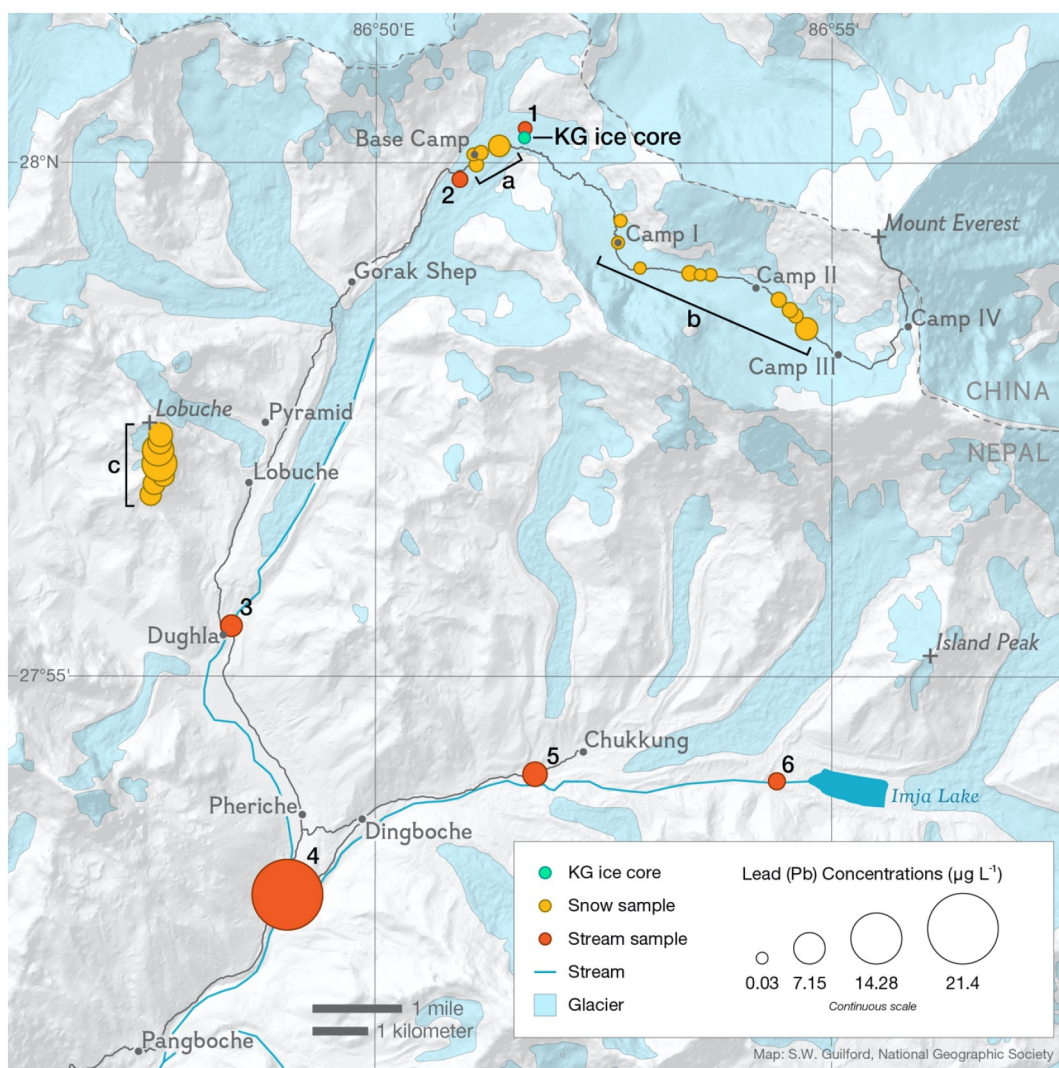 86°50'E
86°55'
1
KG ice core
Base Camp
28°N
a
2
Mount Everest
Camp I
Gorak Shep
Camp II
b
Camp IV
Camp III
CHINA
Lobuche
Pyramid
NEPAL
c
Lobuche
3
Dughla
Island Peak
27°55'
Chukkung
5
6
Imja Lake
Pheriche
Dingboche
4
KG ice core
Snow sample
Stream sample
Stream
Glacier
Lead (Pb) Concentrations (µg L⁻¹)
0.03 7.15 14.28 21.4
Continuous scale
1 mile
1 kilometer
Pangboche
Map: S.W. Guilford, National Geographic Society